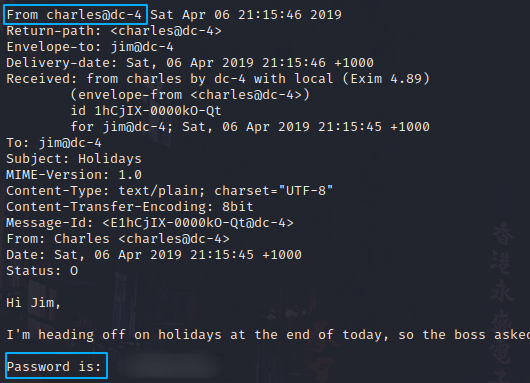 From charles@dc-4 Sat Apr 06 21:15:46 2019
Return-path: <charles@dc-4>
Envelope-to: jim@dc-4
Delivery-date: Sat, 06 Apr 2019 21:15:46 +1000
Received: from charles by dc-4 with local (Exim 4.89)
        (envelope-from <charles@dc-4>)
        id 1hCjIX-0000kO-Qt
        for jim@dc-4; Sat, 06 Apr 2019 21:15:45 +1000
To: jim@dc-4
Subject: Holidays
MIME-Version: 1.0
Content-Type: text/plain; charset="UTF-8"
Content-Transfer-Encoding: 8bit
Message-Id: <E1hCjIX-0000kO-Qt@dc-4>
From: Charles <charles@dc-4>
Date: Sat, 06 Apr 2019 21:15:45 +1000
Status: O
Hi Jim,
I'm heading off on holidays at the end of today, so the boss asked
Password is:
香港永